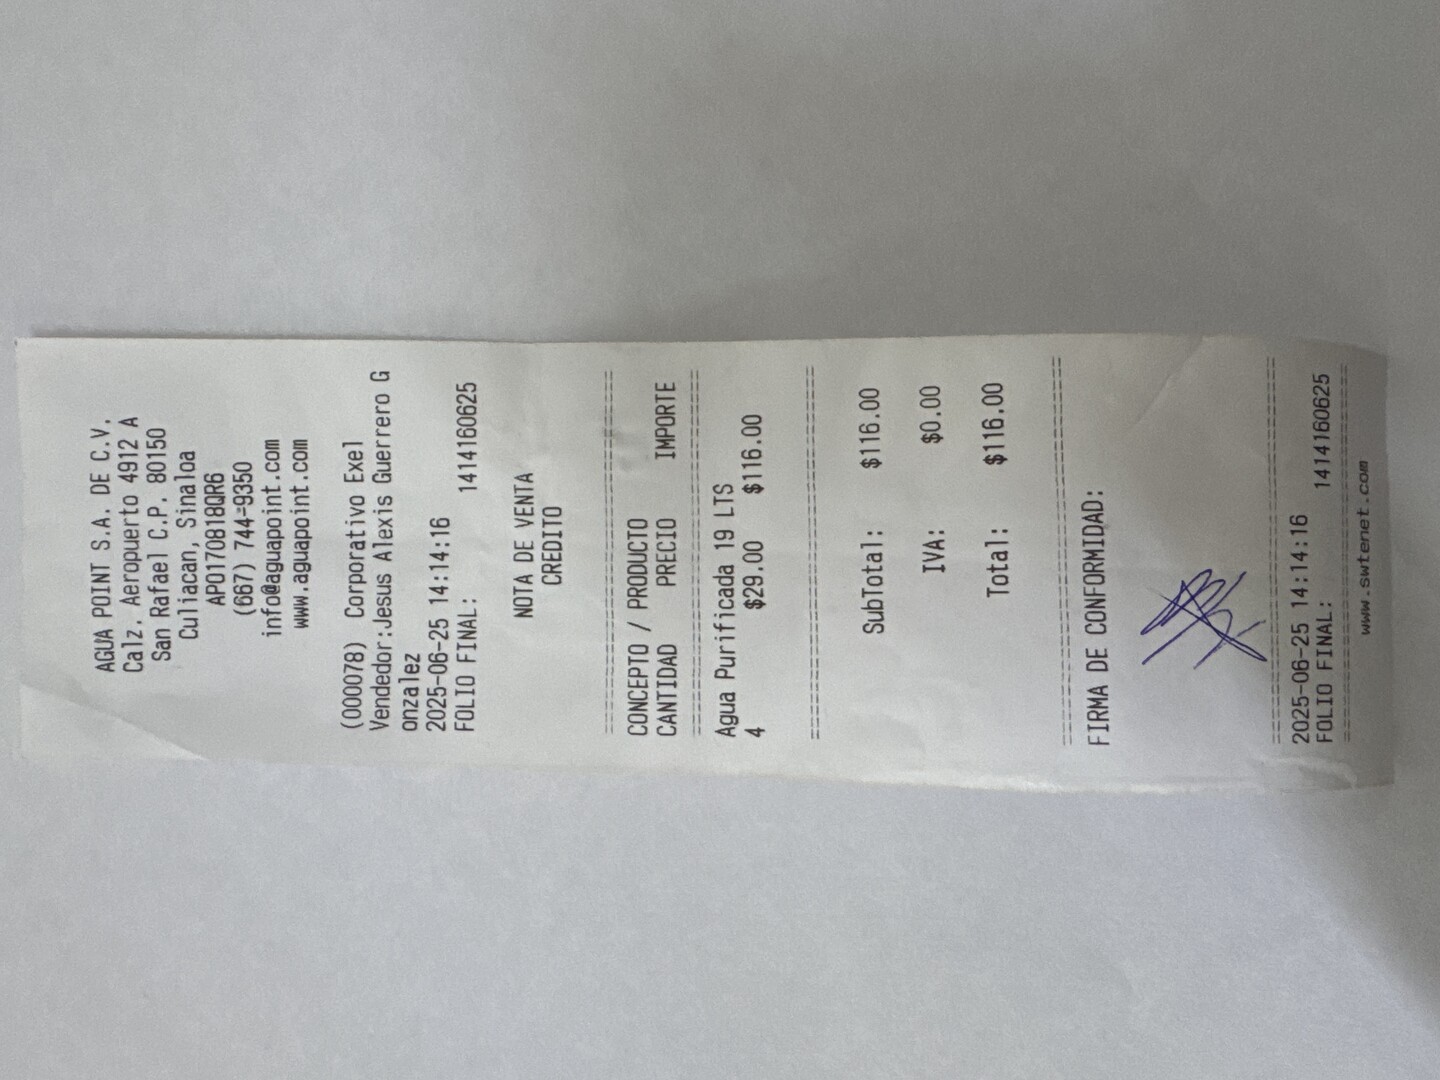 AGUA POINT S.A. DE C.V.
Calz. Aeropuerto 4912 A
San Rafael C.P. 80150
Culiacan, Sinaloa
APO170818QR6
(667) 744-9350
info@aguapoint.com
www.aguapoint.com
(000078) Corporativo Exel
Vendedor:Jesus Alexis Guerrero G
onzalez
2025-06-25 14:14:16
FOLIO FINAL: 1414160625
NOTA DE VENTA
CREDITO
================================
CONCEPTO / PRODUCTO
CANTIDAD PRECIO IMPORTE
================================
Agua Purificada 19 LTS
4 $29.00 $116.00
================================
SubTotal: $116.00
IVA: $0.00
Total: $116.00
================================
FIRMA DE CONFORMIDAD:
================================
2025-06-25 14:14:16
FOLIO FINAL: 1414160625
================================
www.swtenet.com